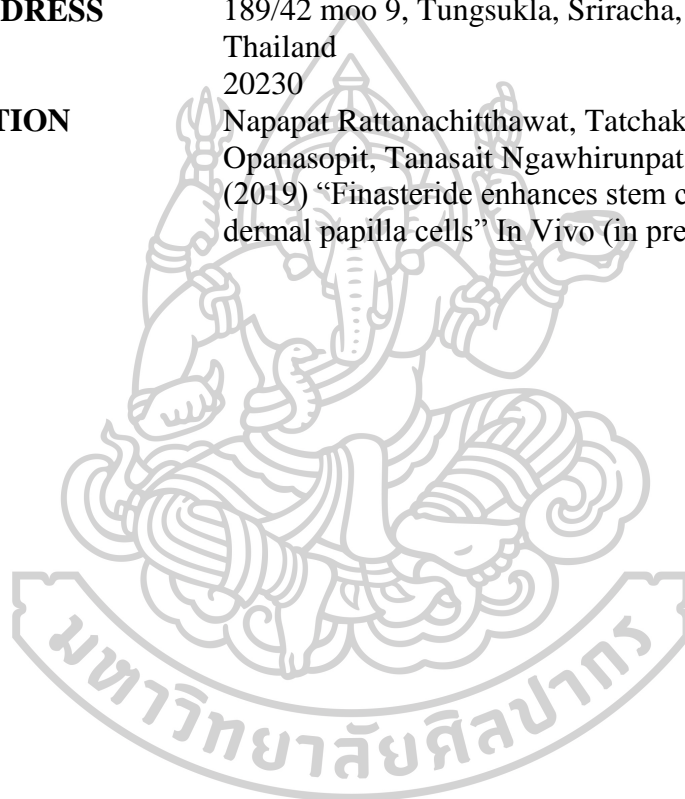 DRESS 189/42 moo 9, Tungsukla, Sriracha,
Thailand
20230
TION Napapat Rattanachitthawat, Tatchak
Opanasopit, Tanasait Ngawhirunpat
(2019) “Finasteride enhances stem c
dermal papilla cells” In Vivo (in pre
มหาวิทยาลัยศิลปากร